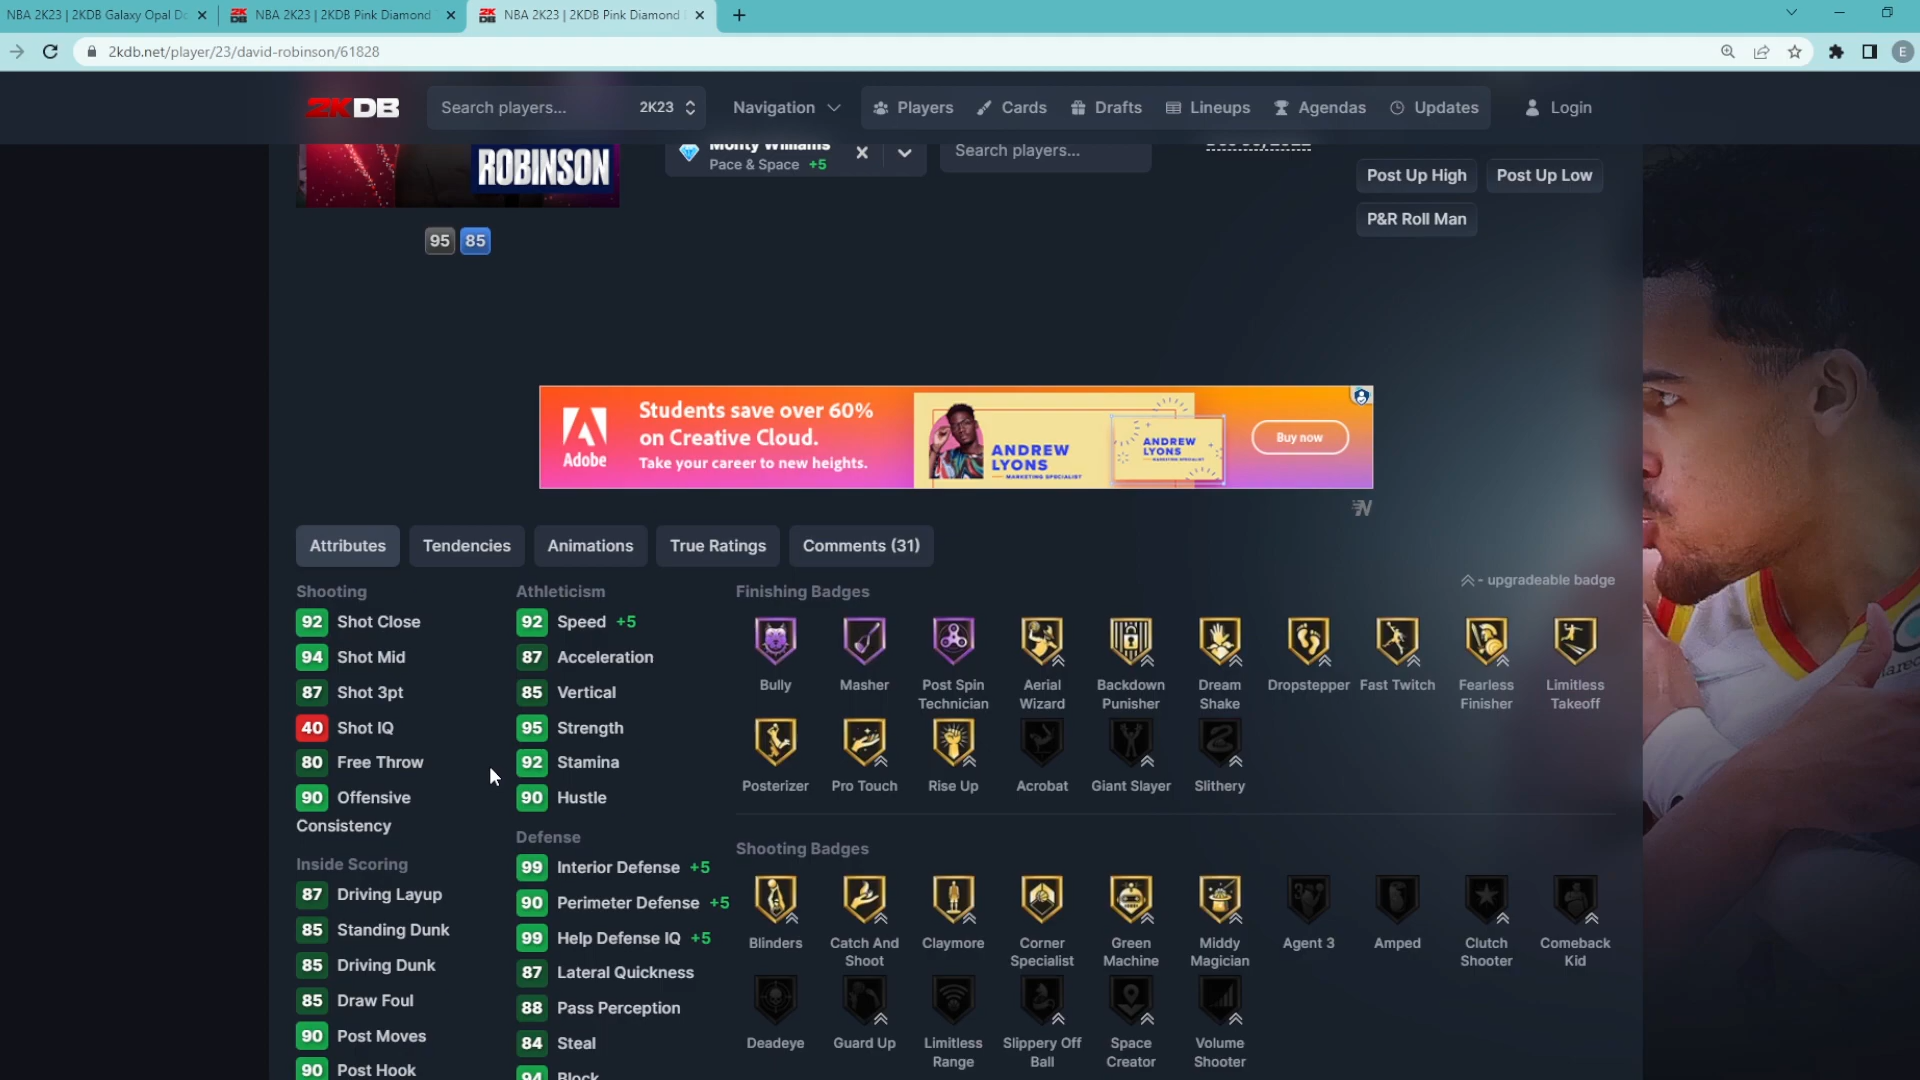 NBA 2K23 | 2KDB Galaxy Opal
NBA 2K23 | 2KDB Pink Diamond
NBA 2K23 | 2KDB Pink Diamond
2kdb.net/player/23/david-robinson/61828
E
2KDB
Search players...
2K23
Navigation
Players
Cards
Drafts
Lineups
Agendas
Updates
Login
ROBINSON
Monty Williams
Pace & Space +5
Search players...
Post Up High
Post Up Low
P&R Roll Man
95 85
Adobe
Students save over 60%
on Creative Cloud.
Take your career to new heights.
ANDREW
LYONS
MARKETING SPECIALIST
ANDREW
LYONS
MARKETING SPECIALIST
Buy now
Attributes
Tendencies
Animations
True Ratings
Comments (31)
- upgradeable badge
Shooting
92 Shot Close
94 Shot Mid
87 Shot 3pt
40 Shot IQ
80 Free Throw
90 Offensive
Consistency
Inside Scoring
87 Driving Layup
85 Standing Dunk
85 Driving Dunk
85 Draw Foul
90 Post Moves
90 Post Hook
Athleticism
92 Speed +5
87 Acceleration
85 Vertical
95 Strength
92 Stamina
90 Hustle
Defense
99 Interior Defense +5
90 Perimeter Defense +5
99 Help Defense IQ +5
87 Lateral Quickness
88 Pass Perception
84 Steal
94 Block
Finishing Badges
Bully
Masher
Post Spin
Technician
Aerial
Wizard
Backdown
Punisher
Dream
Shake
Dropstepper
Fast Twitch
Fearless
Finisher
Limitless
Takeoff
Posterizer
Pro Touch
Rise Up
Acrobat
Giant Slayer
Slithery
Shooting Badges
Blinders
Catch And
Shoot
Claymore
Corner
Specialist
Green
Machine
Middy
Magician
Agent 3
Amped
Clutch
Shooter
Comeback
Kid
Deadeye
Guard Up
Limitless
Range
Slippery Off
Ball
Space
Creator
Volume
Shooter